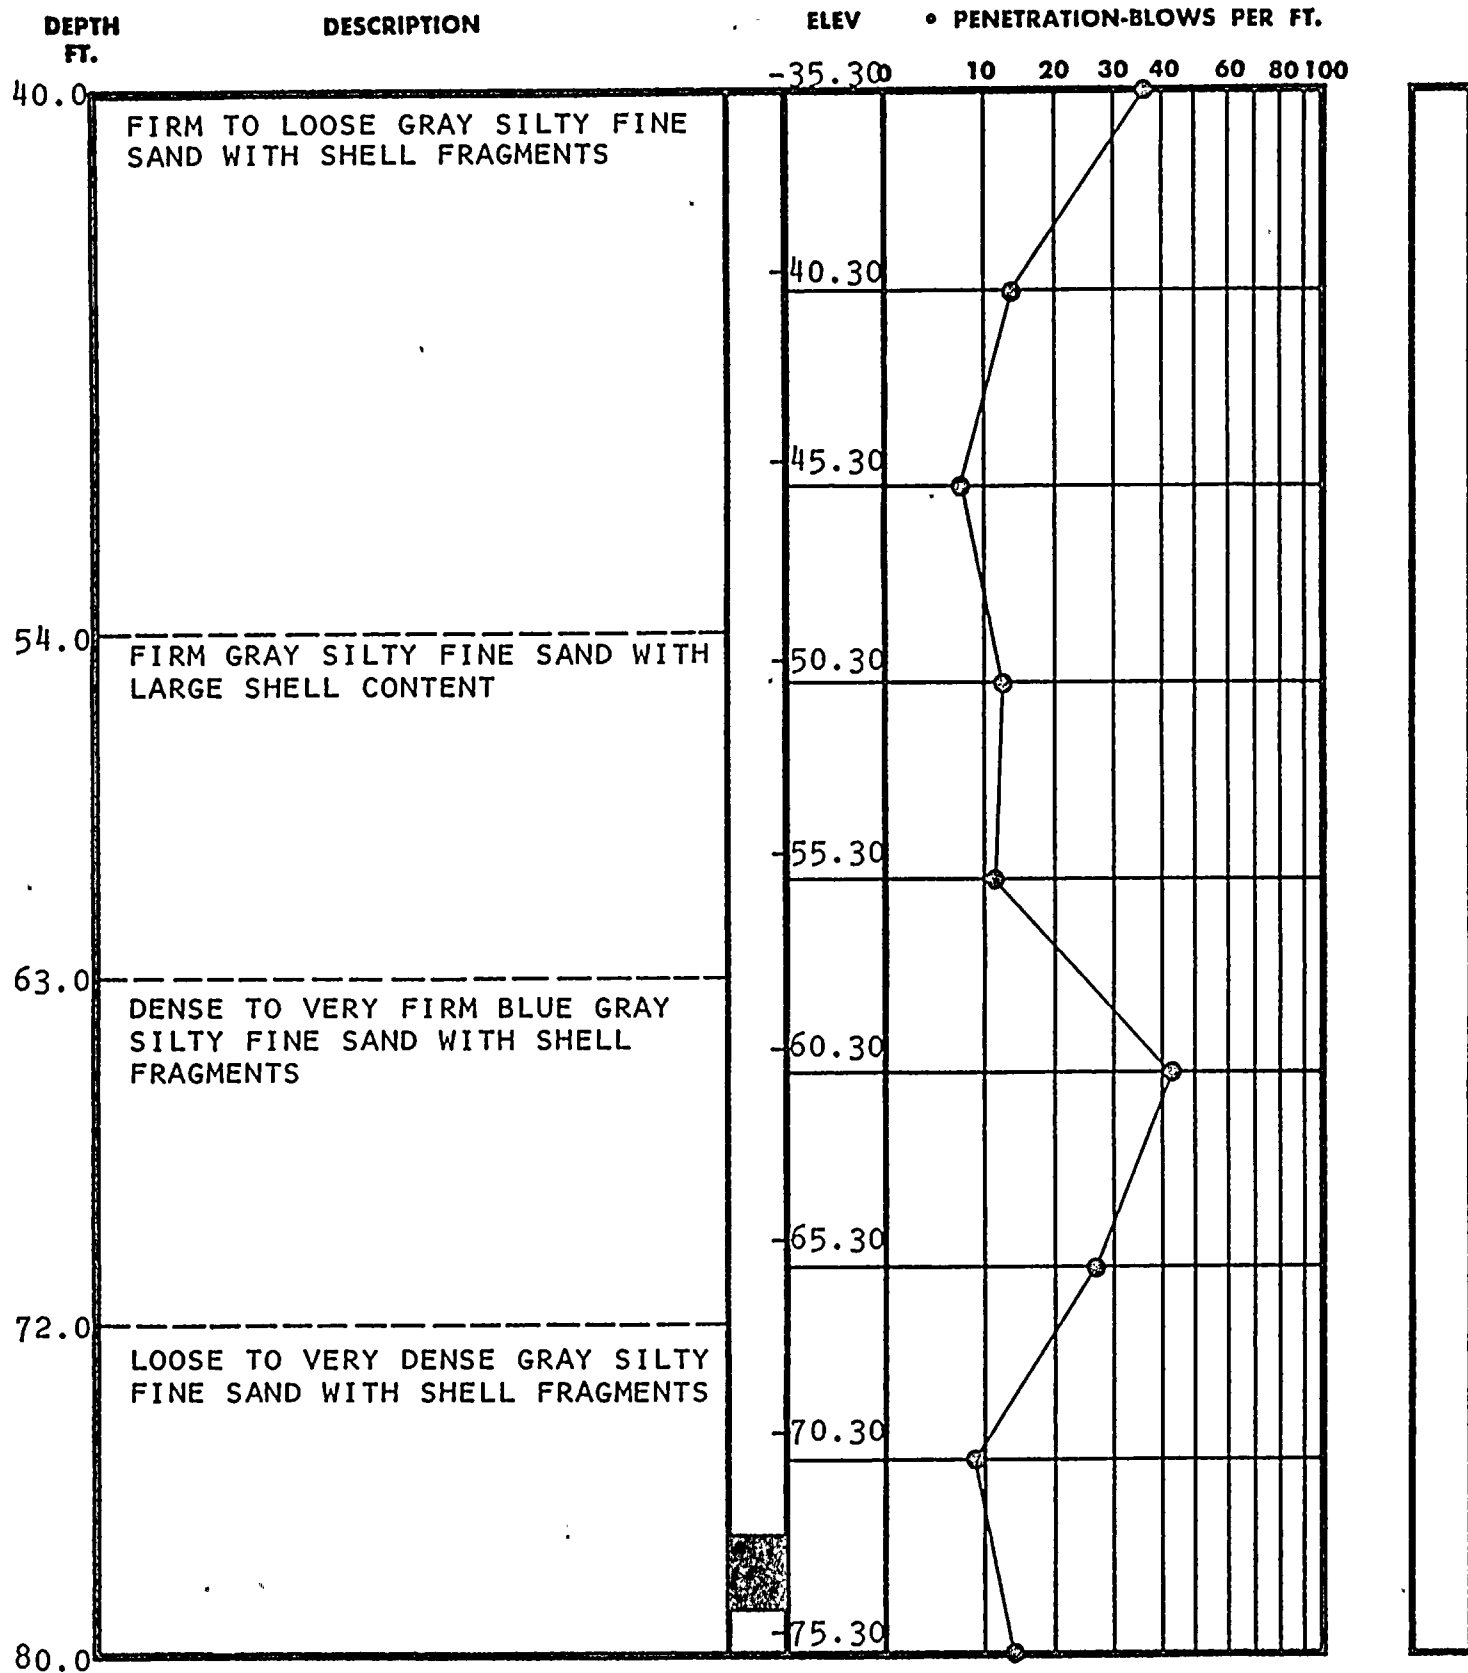 DEPTH FT. DESCRIPTION ELEV • PENETRATION-BLOWS PER FT.
-35.30 0 10 20 30 40 60 80 100
40.0
FIRM TO LOOSE GRAY SILTY FINE
SAND WITH SHELL FRAGMENTS
-40.30
-45.30
54.0
FIRM GRAY SILTY FINE SAND WITH
-50.30
LARGE SHELL CONTENT
-55.30
63.0
DENSE TO VERY FIRM BLUE GRAY
SILTY FINE SAND WITH SHELL
-60.30
FRAGMENTS
-65.30
72.0
LOOSE TO VERY DENSE GRAY SILTY
FINE SAND WITH SHELL FRAGMENTS
-70.30
-75.30
80.0